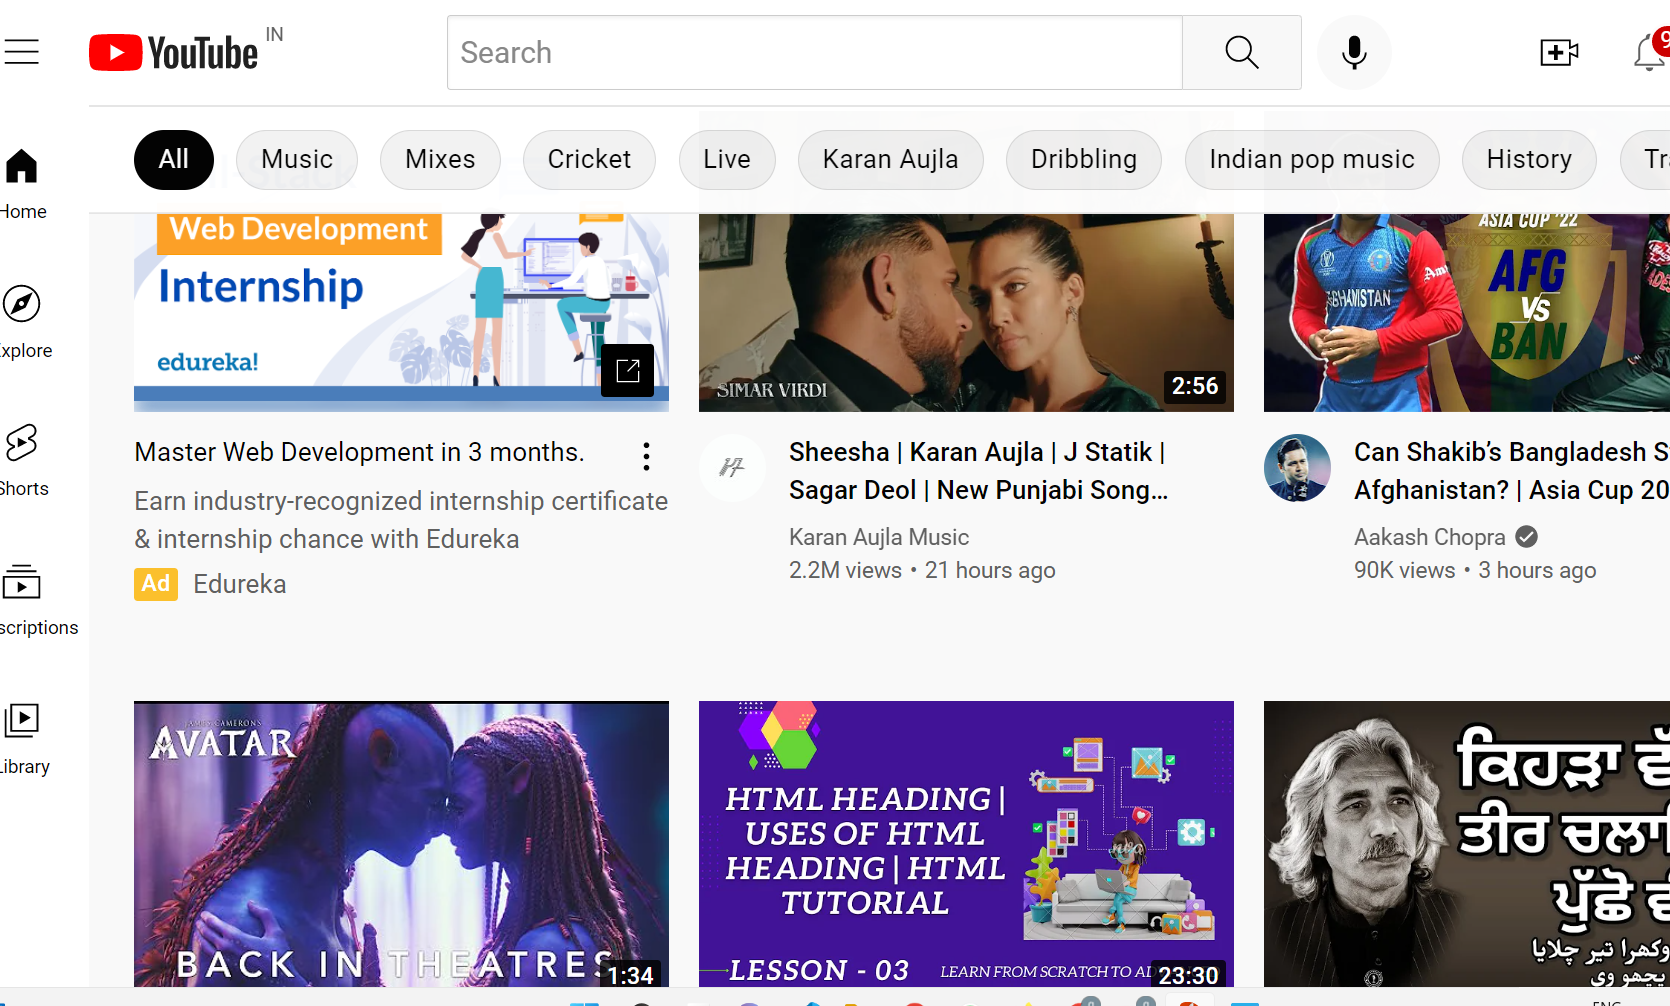 YouTube IN
Search
9
All Music Mixes Cricket Live Karan Aujla Dribbling Indian pop music History Tr
Home
Explore
Shorts
scriptions
Library
Web Development
Internship
edureka!
Master Web Development in 3 months.
Earn industry-recognized internship certificate
& internship chance with Edureka
Ad Edureka
SIMAR VIRDI
2:56
Sheesha | Karan Aujla | J Statik |
Sagar Deol | New Punjabi Song...
Karan Aujla Music
2.2M views • 21 hours ago
ASIA CUP '22
AFG
VS
BAN
Can Shakib’s Bangladesh S
Afghanistan? | Asia Cup 20
Aakash Chopra
90K views • 3 hours ago
JAMES CAMERON'S
AVATAR
BACK IN THEATRES
1:34
HTML HEADING |
USES OF HTML
HEADING | HTML
TUTORIAL
LESSON - 03
LEARN FROM SCRATCH TO AD
23:30
ਕਿਹੜਾ ਵੱ
ਤੀਰ ਚਲਾ
ਪੁੱਛੋ ਵੀ
وکھرا تیر چلایا
پچھو وی